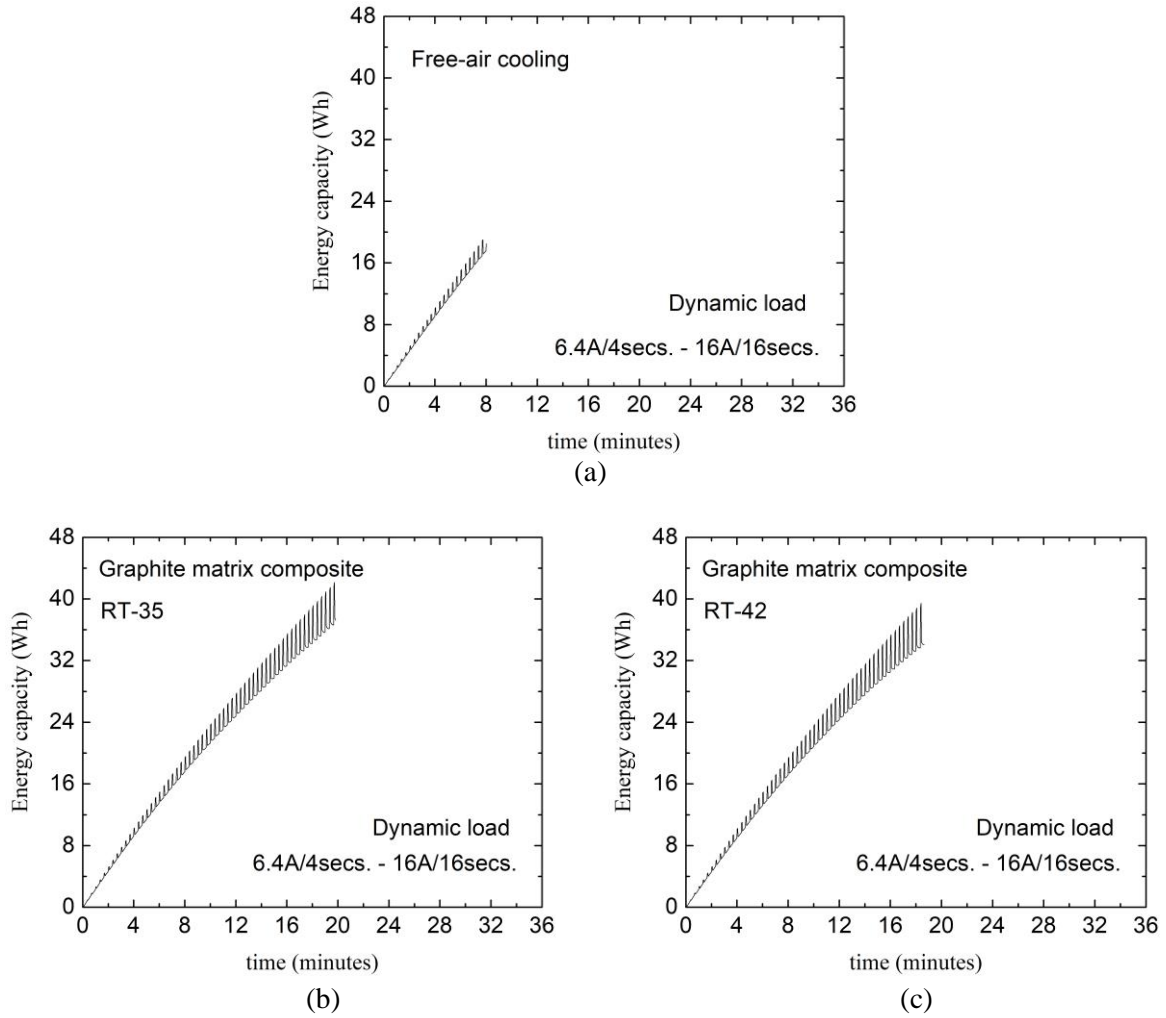 48
40
32
24
16
8
0
Energy capacity (Wh)
Free-air cooling
Dynamic load
6.4A/4secs. - 16A/16secs.
0 4 8 12 16 20 24 28 32 36
time (minutes)
(a)
48
40
32
24
16
8
0
Energy capacity (Wh)
Graphite matrix composite
RT-35
Dynamic load
6.4A/4secs. - 16A/16secs.
0 4 8 12 16 20 24 28 32 36
time (minutes)
(b)
48
40
32
24
16
8
0
Energy capacity (Wh)
Graphite matrix composite
RT-42
Dynamic load
6.4A/4secs. - 16A/16secs.
0 4 8 12 16 20 24 28 32 36
time (minutes)
(c)